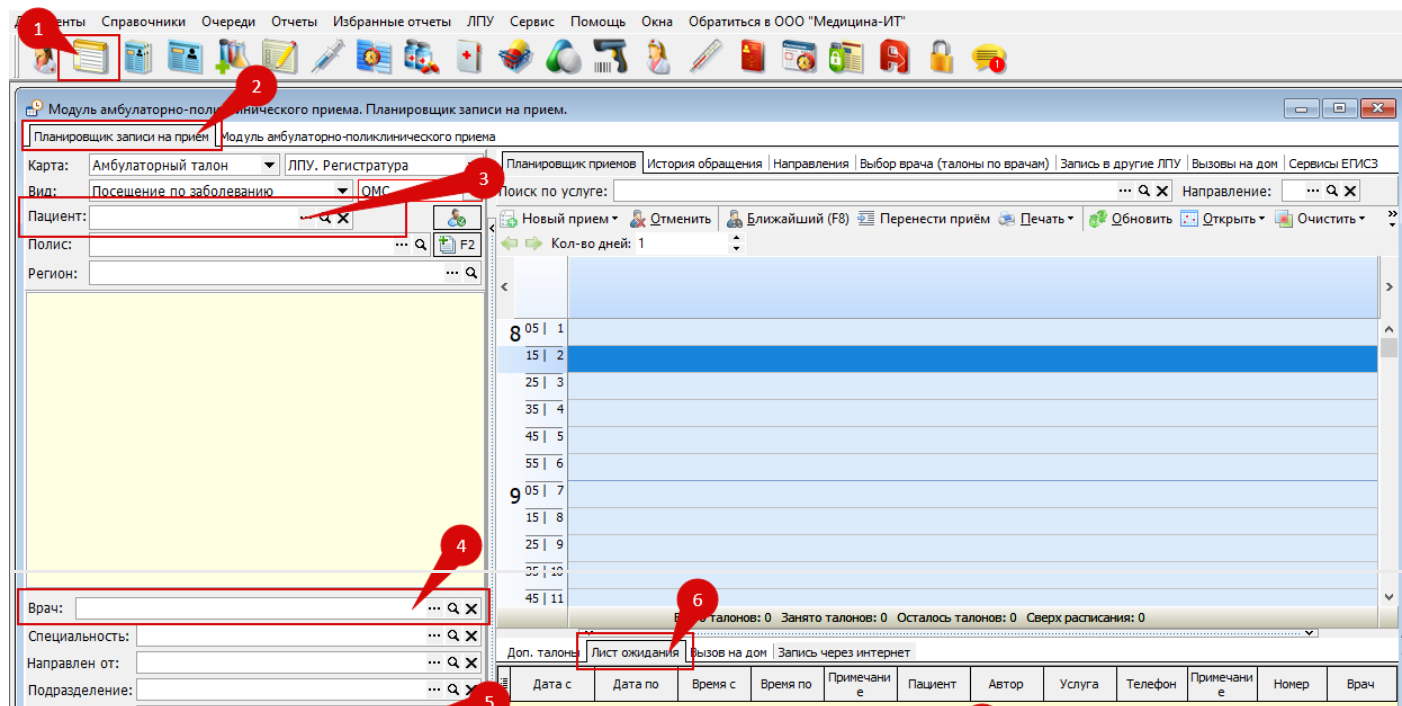 Справочники Очереди Отчеты Избранные отчеты ЛПУ Сервис Помощь Окна Обратиться в ООО "Медицина-ИТ"
1
1
2
Модуль амбулаторно-поликлинического приема. Планировщик записи на прием.
Планировщик записи на приём Модуль амбулаторно-поликлинического приема
Карта: Амбулаторный талон ЛПУ. Регистратура
Вид: Посещение по заболеванию ОМС
3
Пациент:
Полис: F2
Регион:
4
Врач:
Специальность:
Направлен от:
Подразделение:
5
Планировщик приемов История обращения Направления Выбор врача (талоны по врачам) Запись в другие ЛПУ Вызовы на дом Сервисы ЕГИСЗ
Поиск по услуге: Направление:
Новый прием Отменить Ближайший (F8) Перенести приём Печать Обновить Открыть Очистить
Кол-во дней: 1
8 05 | 1
15 | 2
25 | 3
35 | 4
45 | 5
55 | 6
9 05 | 7
15 | 8
25 | 9
35 | 10
45 | 11
6
талонов: 0 Занято талонов: 0 Осталось талонов: 0 Сверх расписания: 0
Доп. талоны Лист ожидания Вызов на дом Запись через интернет
Дата с Дата по Время с Время по Примечание Пациент Автор Услуга Телефон Примечание Номер Врач